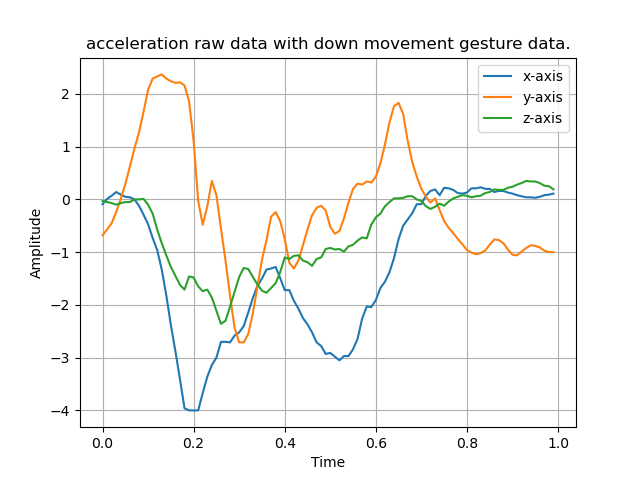 acceleration raw data with down movement gesture data.
x-axis
y-axis
z-axis
Amplitude
2
1
0
−1
−2
−3
−4
0.0 0.2 0.4 0.6 0.8 1.0
Time